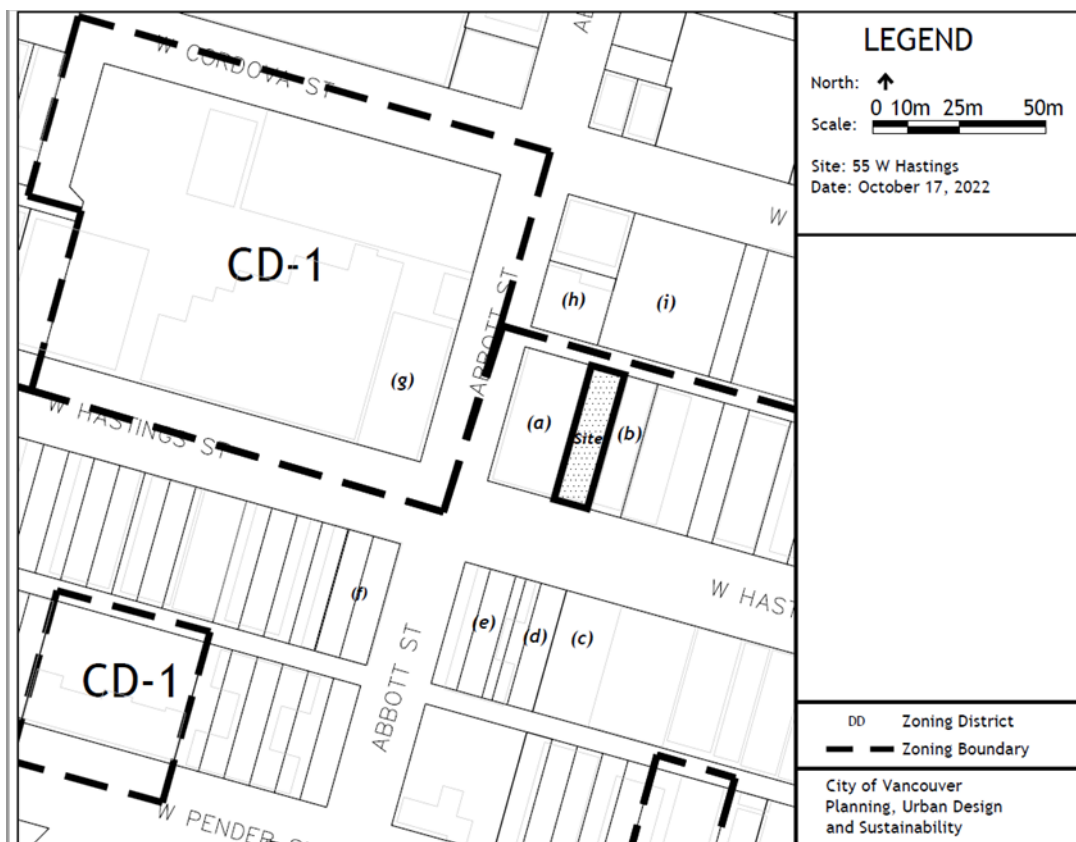 W CORDOVA ST
AB
W
CD-1
(h)
(i)
ABBOTT ST
(g)
(a)
Site
(b)
W HASTINGS ST
W HAST
(f)
(e)
(d)
(c)
ABBOTT ST
CD-1
W PENDER S
LEGEND
North:
0 10m 25m 50m
Scale:
Site: 55 W Hastings
Date: October 17, 2022
DD Zoning District
Zoning Boundary
City of Vancouver
Planning, Urban Design
and Sustainability